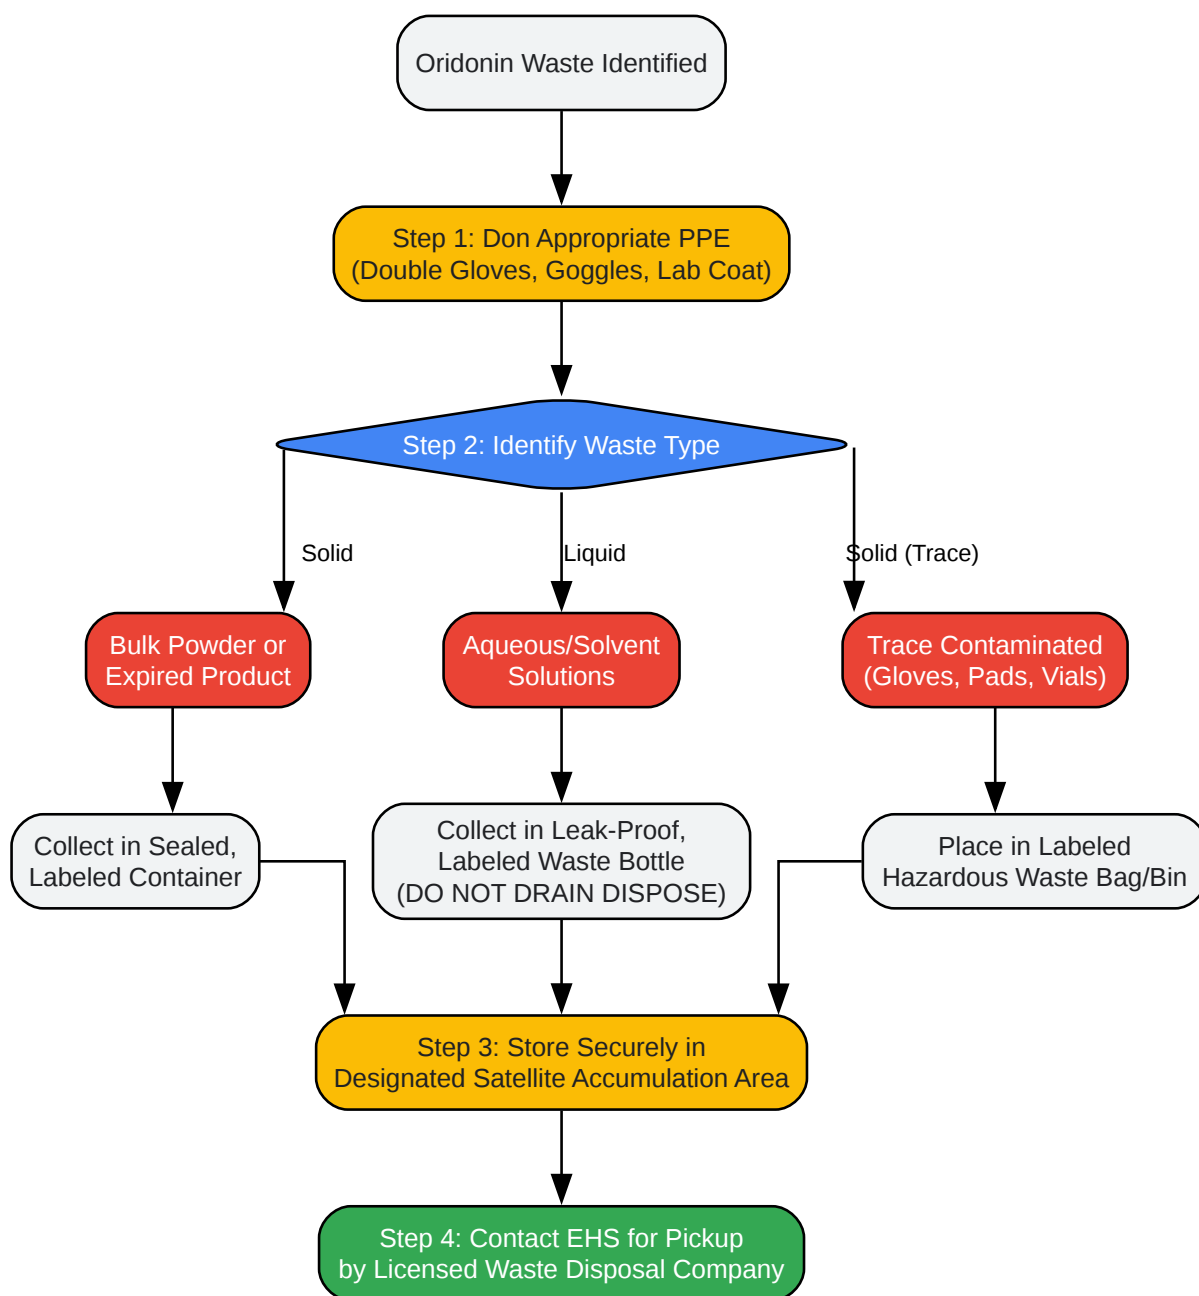 Oridonin Waste Identified
Step 1: Don Appropriate PPE
(Double Gloves, Goggles, Lab Coat)
Step 2: Identify Waste Type
Solid
Liquid
Solid (Trace)
Bulk Powder or
Expired Product
Aqueous/Solvent
Solutions
Trace Contaminated
(Gloves, Pads, Vials)
Collect in Sealed,
Labeled Container
Collect in Leak-Proof,
Labeled Waste Bottle
(DO NOT DRAIN DISPOSE)
Place in Labeled
Hazardous Waste Bag/Bin
Step 3: Store Securely in
Designated Satellite Accumulation Area
Step 4: Contact EHS for Pickup
by Licensed Waste Disposal Company